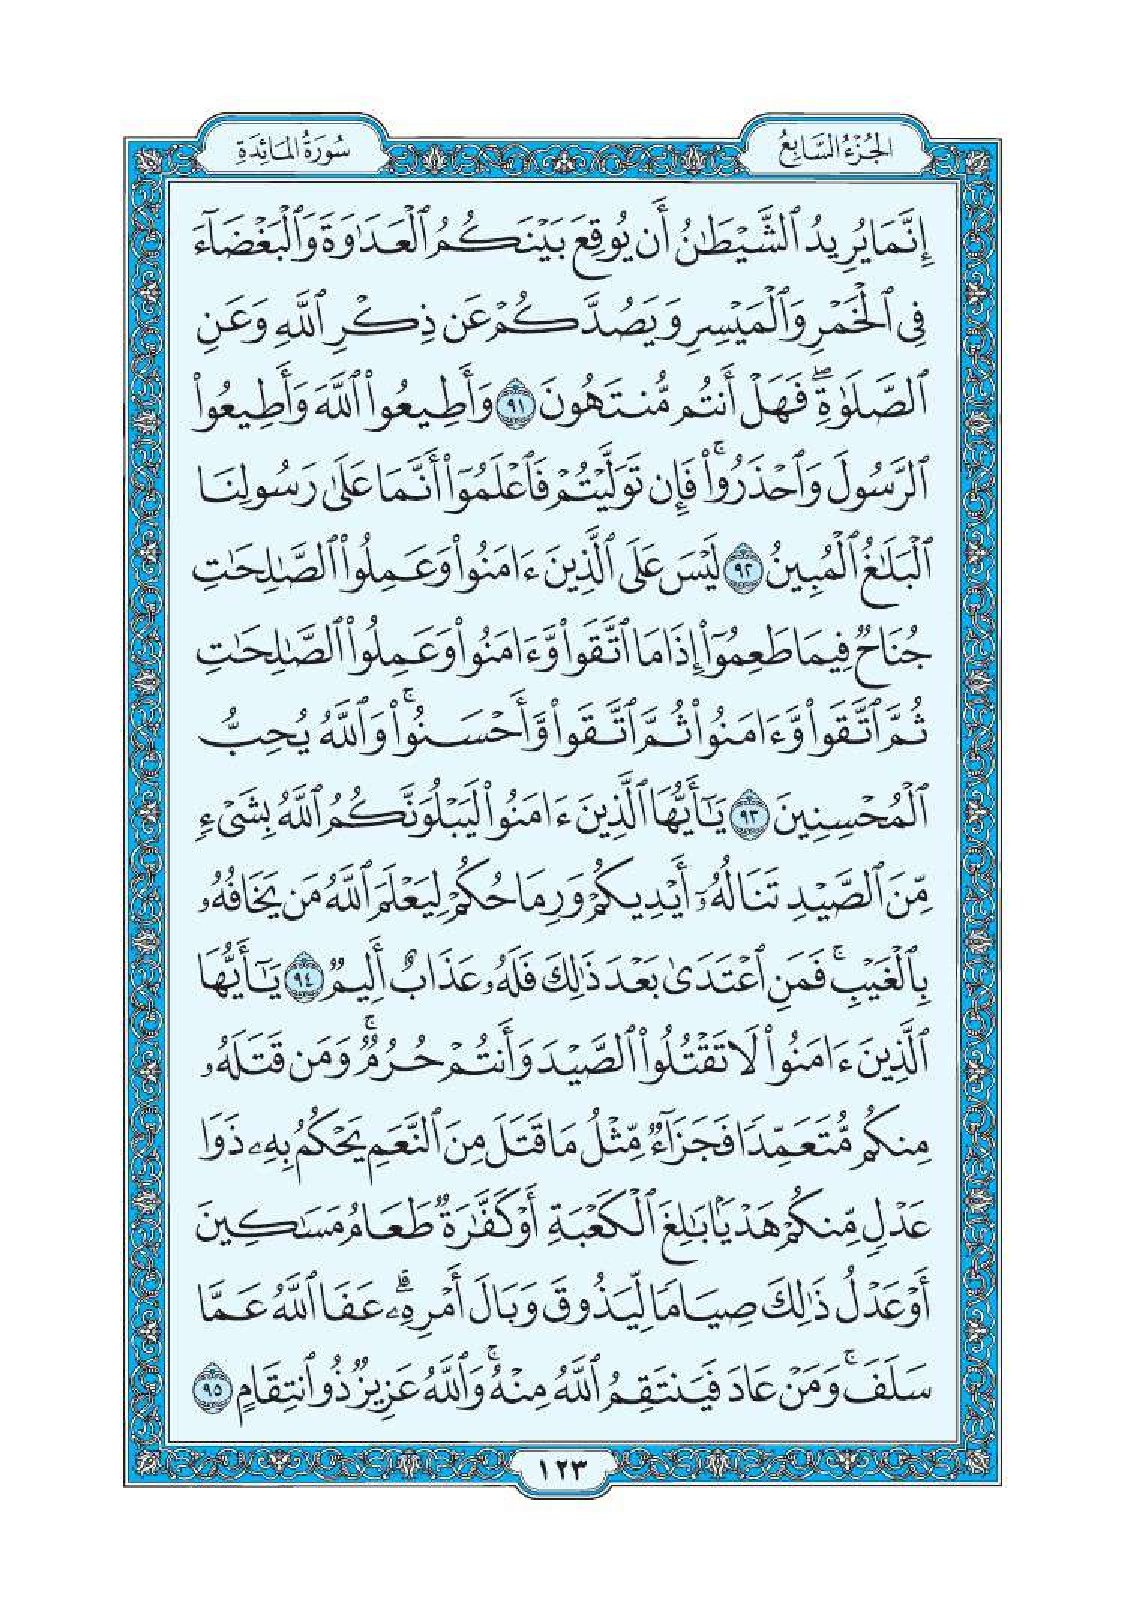 الجُزْءُ السَّابِعُ
سُورَةُ المَائِدَةِ
إِنَّمَا يُرِيدُ ٱلشَّيْطَٰنُ أَن يُوقِعَ بَيْنَكُمُ ٱلْعَدَٰوَةَ وَٱلْبَغْضَآءَ
فِى ٱلْخَمْرِ وَٱلْمَيْسِرِ وَيَصُدَّكُمْ عَن ذِكْرِ ٱللَّهِ وَعَنِ
ٱلصَّلَوٰةِ ۖ فَهَلْ أَنتُم مُّنتَهُونَ ٩١ وَأَطِيعُوا۟ ٱللَّهَ وَأَطِيعُوا۟
ٱلرَّسُولَ وَٱحْذَرُوا۟ ۚ فَإِن تَوَلَّيْتُمْ فَٱعْلَمُوٓا۟ أَنَّمَا عَلَىٰ رَسُولِنَا
ٱلْبَلَٰغُ ٱلْمُبِينُ ٩٢ لَيْسَ عَلَى ٱلَّذِينَ ءَامَنُوا۟ وَعَمِلُوا۟ ٱلصَّٰلِحَٰتِ
جُنَاحٌ فِيمَا طَعِمُوٓا۟ إِذَا مَا ٱتَّقَوا۟ وَّءَامَنُوا۟ وَعَمِلُوا۟ ٱلصَّٰلِحَٰتِ
ثُمَّ ٱتَّقَوا۟ وَّءَامَنُوا۟ ثُمَّ ٱتَّقَوا۟ وَّأَحْسَنُوا۟ ۚ وَٱللَّهُ يُحِبُّ
ٱلْمُحْسِنِينَ ٩٣ يَٰٓأَيُّهَا ٱلَّذِينَ ءَامَنُوا۟ لَيَبْلُوَنَّكُمُ ٱللَّهُ بِشَىْءٍ
مِّنَ ٱلصَّيْدِ تَنَالُهُۥٓ أَيْدِيكُمْ وَرِمَاحُكُمْ لِيَعْلَمَ ٱللَّهُ مَن يَخَافُهُۥ
بِٱلْغَيْبِ ۚ فَمَنِ ٱعْتَدَىٰ بَعْدَ ذَٰلِكَ فَلَهُۥ عَذَابٌ أَلِيمٌ ٩٤ يَٰٓأَيُّهَا
ٱلَّذِينَ ءَامَنُوا۟ لَا تَقْتُلُوا۟ ٱلصَّيْدَ وَأَنتُمْ حُرُمٌ ۚ وَمَن قَتَلَهُۥ
مِنكُم مُّتَعَمِّدًا فَجَزَآءٌ مِّثْلُ مَا قَتَلَ مِنَ ٱلنَّعَمِ يَحْكُمُ بِهِۦ ذَوَا
عَدْلٍ مِّنكُمْ هَدْيًۢا بَٰلِغَ ٱلْكَعْبَةِ أَوْ كَفَّٰرَةٌ طَعَامُ مَسَٰكِينَ
أَوْ عَدْلُ ذَٰلِكَ صِيَامًا لِّيَذُوقَ وَبَالَ أَمْرِهِۦ ۗ عَفَا ٱللَّهُ عَمَّا
سَلَفَ ۚ وَمَنْ عَادَ فَيَنتَقِمُ ٱللَّهُ مِنْهُ ۗ وَٱللَّهُ عَزِيزٌ ذُو ٱنتِقَامٍ ٩٥
١٢٣